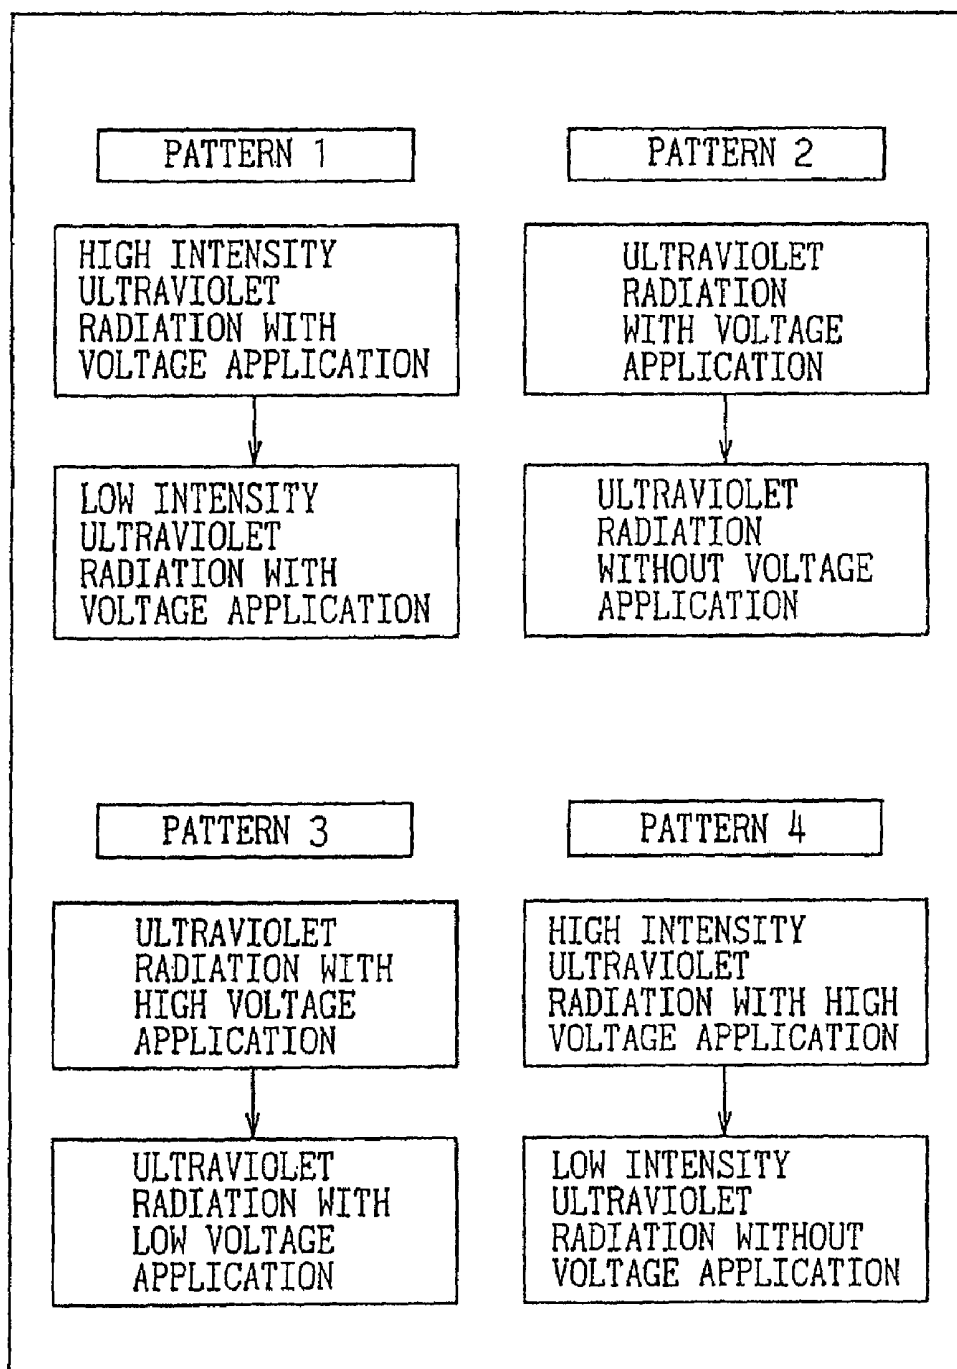 PATTERN 1
HIGH INTENSITY
ULTRAVIOLET
RADIATION WITH
VOLTAGE APPLICATION
LOW INTENSITY
ULTRAVIOLET
RADIATION WITH
VOLTAGE APPLICATION
PATTERN 2
ULTRAVIOLET
RADIATION
WITH VOLTAGE
APPLICATION
ULTRAVIOLET
RADIATION
WITHOUT VOLTAGE
APPLICATION
PATTERN 3
ULTRAVIOLET
RADIATION WITH
HIGH VOLTAGE
APPLICATION
ULTRAVIOLET
RADIATION WITH
LOW VOLTAGE
APPLICATION
PATTERN 4
HIGH INTENSITY
ULTRAVIOLET
RADIATION WITH HIGH
VOLTAGE APPLICATION
LOW INTENSITY
ULTRAVIOLET
RADIATION WITHOUT
VOLTAGE APPLICATION